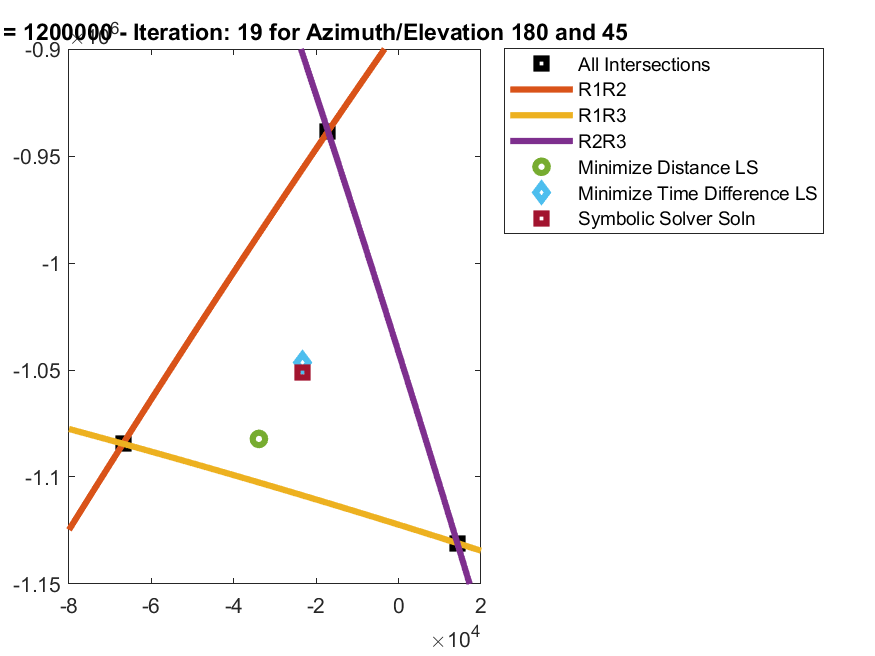 = 1200000 - Iteration: 19 for Azimuth/Elevation 180 and 45
×10^6
-0.9
-0.95
-1
-1.05
-1.1
-1.15
-8 -6 -4 -2 0 2
×10^4
All Intersections
R1R2
R1R3
R2R3
Minimize Distance LS
Minimize Time Difference LS
Symbolic Solver Soln